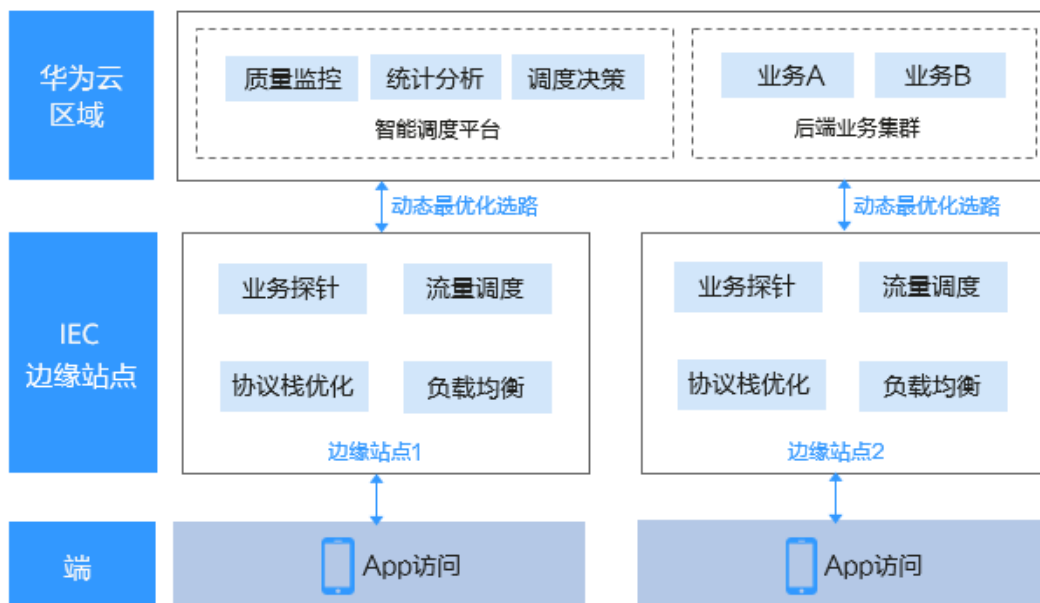 华为云
区域
质量监控
统计分析
调度决策
智能调度平台
业务A
业务B
后端业务集群
动态最优化选路
动态最优化选路
IEC
边缘站点
业务探针
流量调度
协议栈优化
负载均衡
边缘站点1
业务探针
流量调度
协议栈优化
负载均衡
边缘站点2
端
App访问
App访问